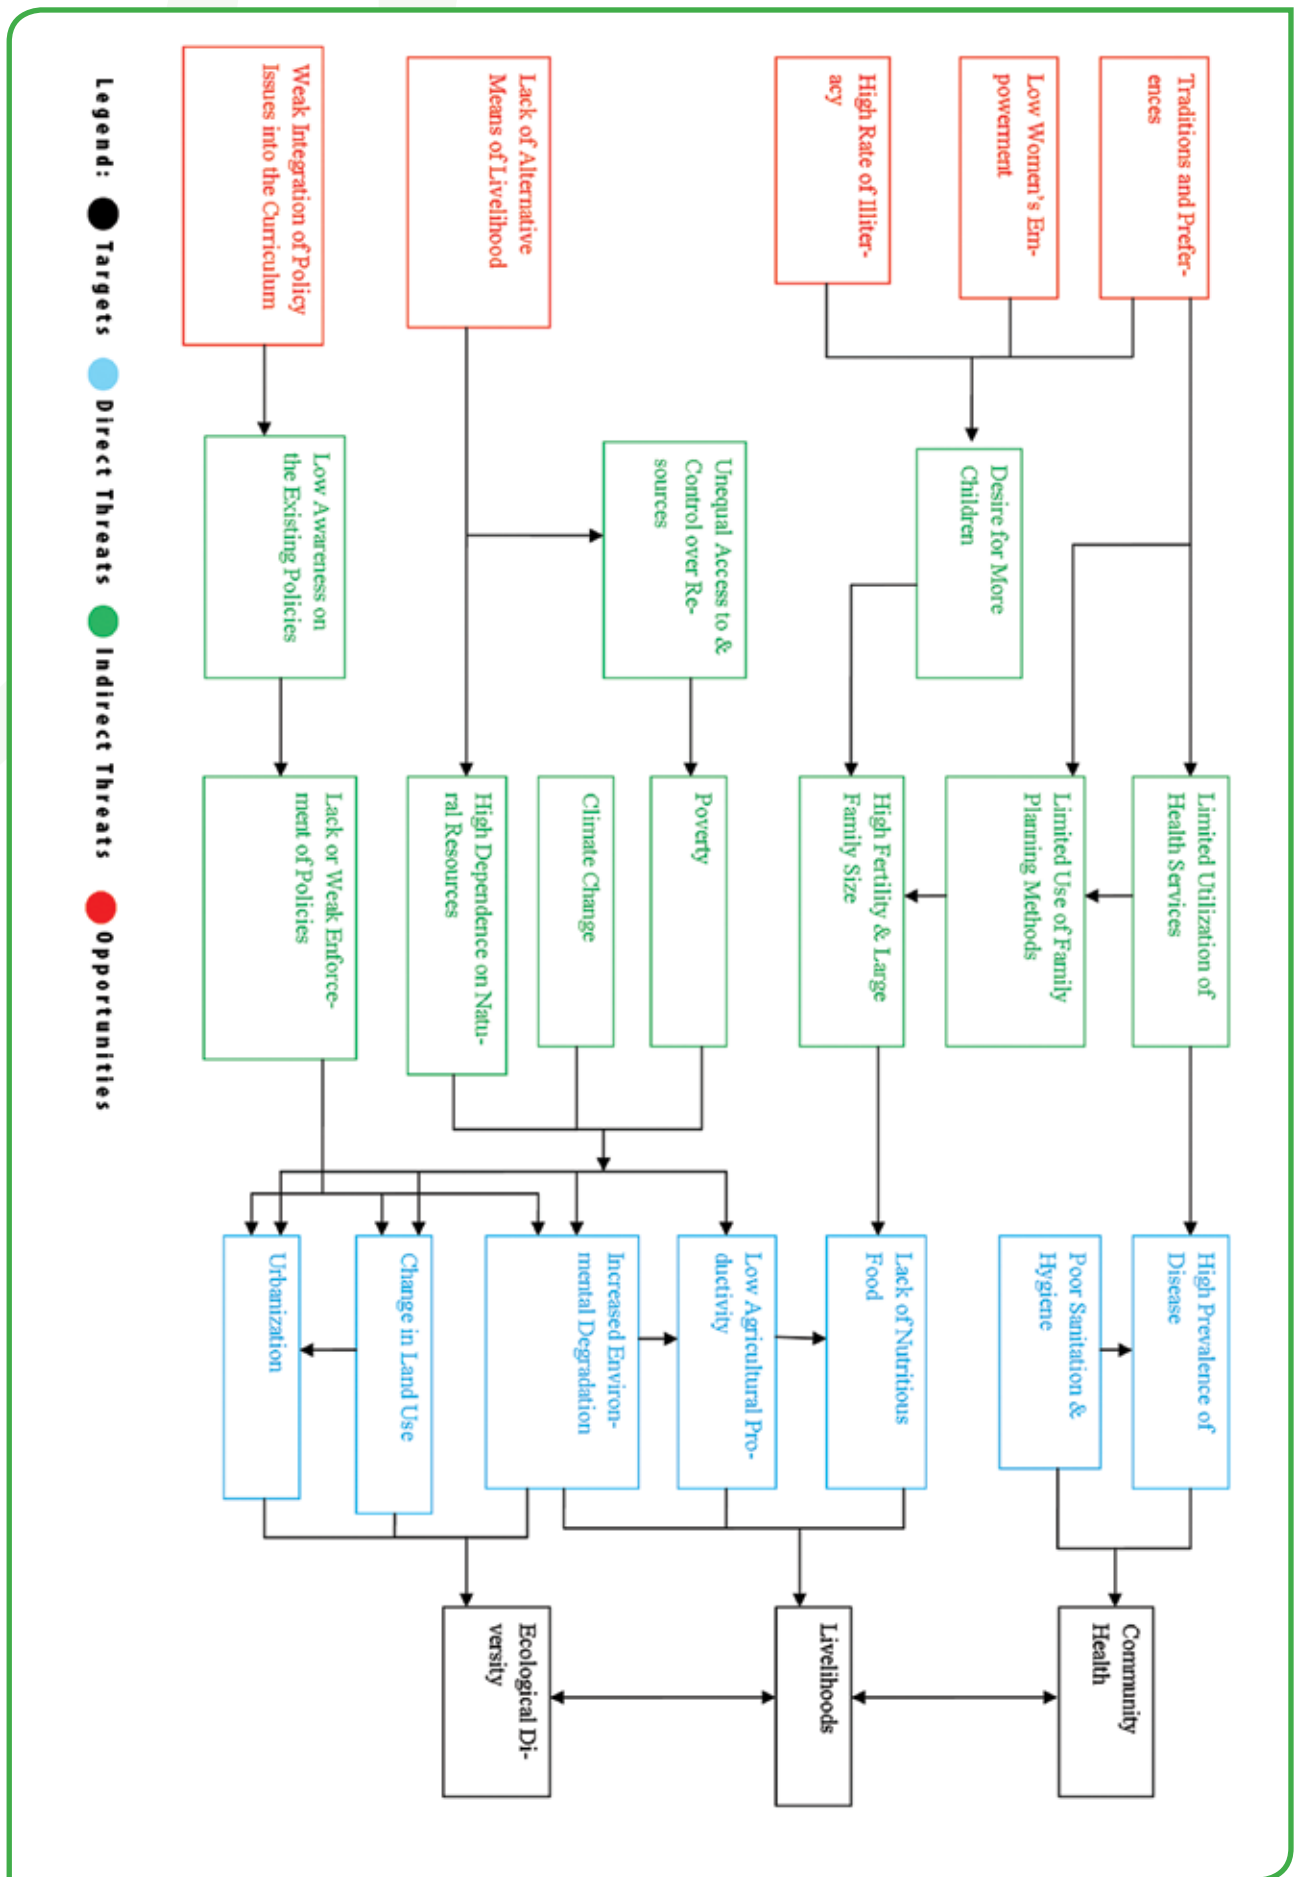 Traditions and Prefer-
ences
Low Women's Em-
powerment
High Rate of Illiter-
acy
Lack of Alternative
Means of Livelihood
Weak Integration of Policy
Issues into the Curriculum
Desire for More
Children
Unequal Access to &
Control over Re-
sources
Low Awareness on
the Existing Policies
Limited Utilization of
Health Services
Limited Use of Family
Planning Methods
High Fertility & Large
Family Size
Poverty
Climate Change
High Dependence on Natu-
ral Resources
Lack or Weak Enforce-
ment of Policies
High Prevalence of
Disease
Poor Sanitation &
Hygiene
Lack of Nutritious
Food
Low Agricultural Pro-
ductivity
Increased Environ-
mental Degradation
Change in Land Use
Urbanization
Community
Health
Livelihoods
Ecological Di-
versity
Legend: Targets Direct Threats Indirect Threats Opportunities